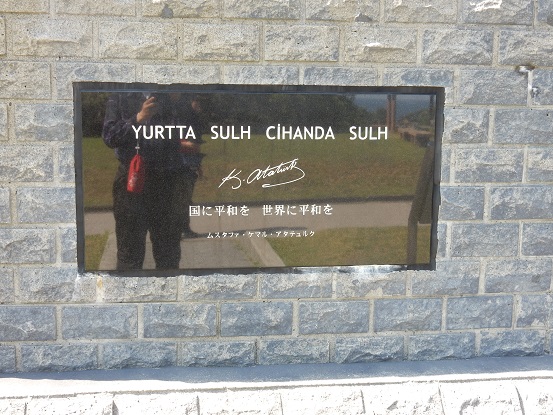 YURTTA SULH CİHANDA SULH
K. Atatürk
国に平和を 世界に平和を
ムスタファ・ケマル・アタテュルク